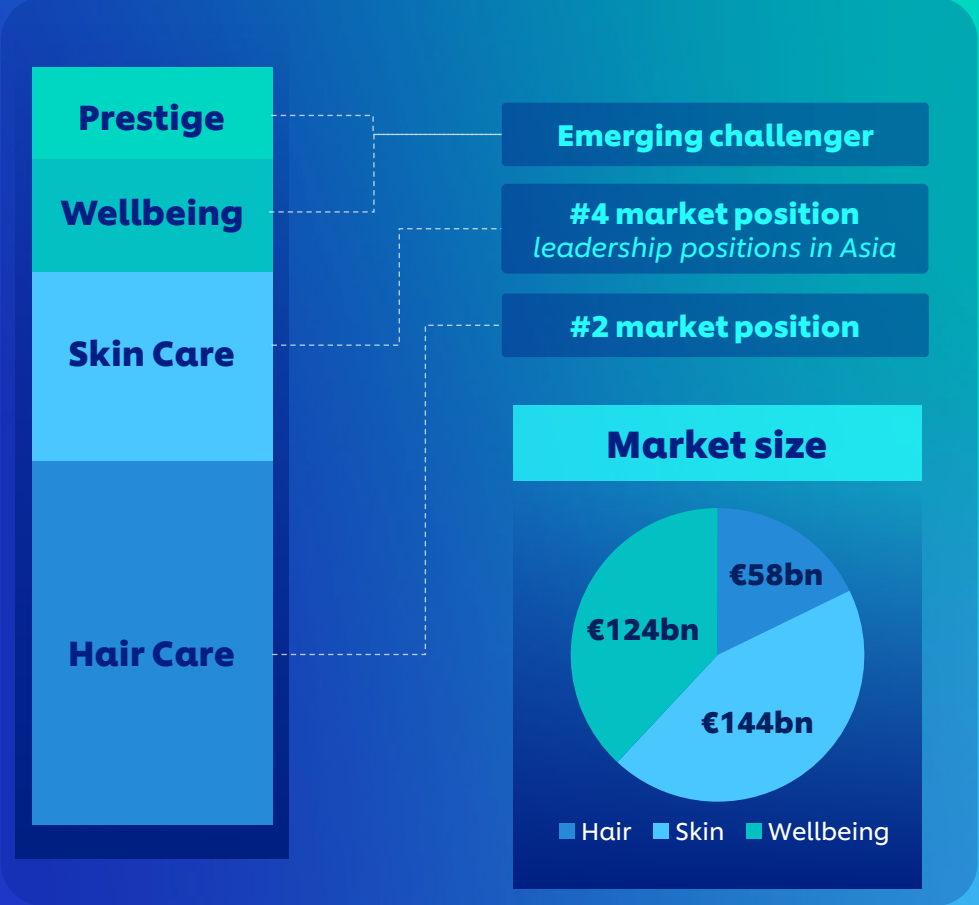 Prestige
Wellbeing
Skin Care
Hair Care
Emerging challenger
#4 market position
leadership positions in Asia
#2 market position
Market size
€58bn
€124bn
€144bn
Hair
Skin
Wellbeing